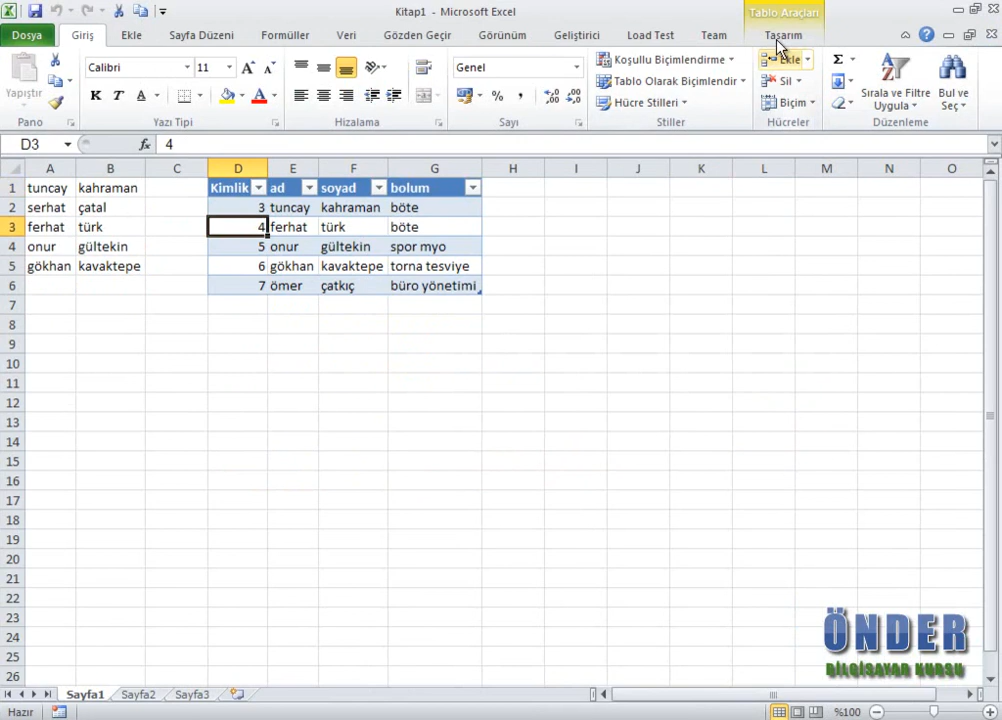 Kitap1 - Microsoft Excel
Tablo Araçları
Dosya Giriş Ekle Sayfa Düzeni Formüller Veri Gözden Geçir Görünüm Geliştirici Load Test Team Tasarım
Yapıştır
Pano
Calibri 11
K T A
Yazı Tipi
Hizalama
Genel
% ,
Sayı
Koşullu Biçimlendirme
Tablo Olarak Biçimlendir
Hücre Stilleri
Stiller
Ekle
Sil
Biçim
Hücreler
Σ
Sırala ve Filtre Uygula
Bul ve Seç
Düzenleme
D3 fx 4
A B C D E F G H I J K L M N O
1 tuncay kahraman Kimlik ad soyad bolum
2 serhat çatal 3 tuncay kahraman böte
3 ferhat türk 4 ferhat türk böte
4 onur gültekin 5 onur gültekin spor myo
5 gökhan kavaktepe 6 gökhan kavaktepe torna tesviye
6 7 ömer çatkıç büro yönetimi
7
8
9
10
11
12
13
14
15
16
17
18
19
20
21
22
23
24
25
26
ÖNDER
BİLGİSAYAR KURSU
Sayfa1 Sayfa2 Sayfa3
Hazır %100